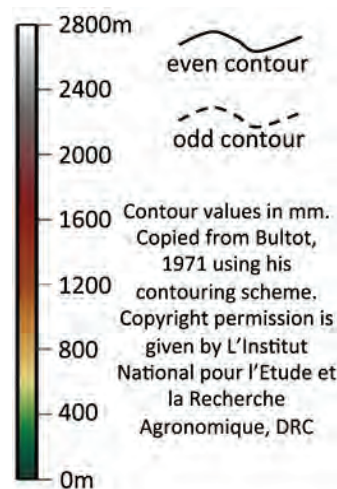 2800m
2400
2000
1600
1200
800
400
0m
even contour
odd contour
Contour values in mm.
Copied from Bultot,
1971 using his
contouring scheme.
Copyright permission is
given by L'Institut
National pour l'Etude et
la Recherche
Agronomique, DRC